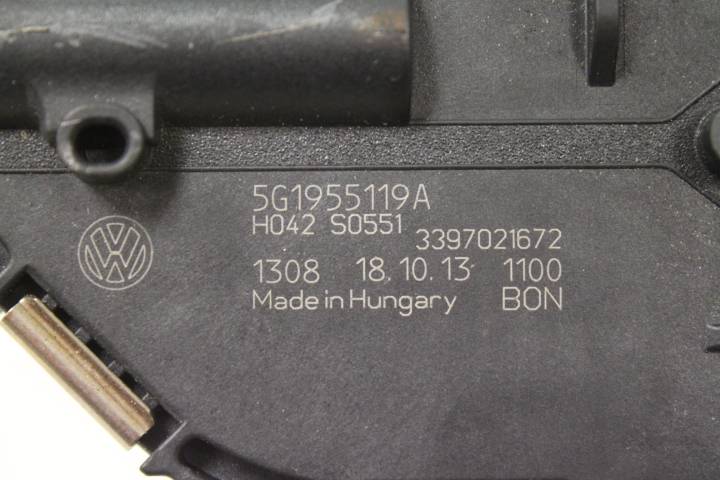 5G1955119A
H042 S0551
3397021672
1308 18.10.13 1100
Made in Hungary BON